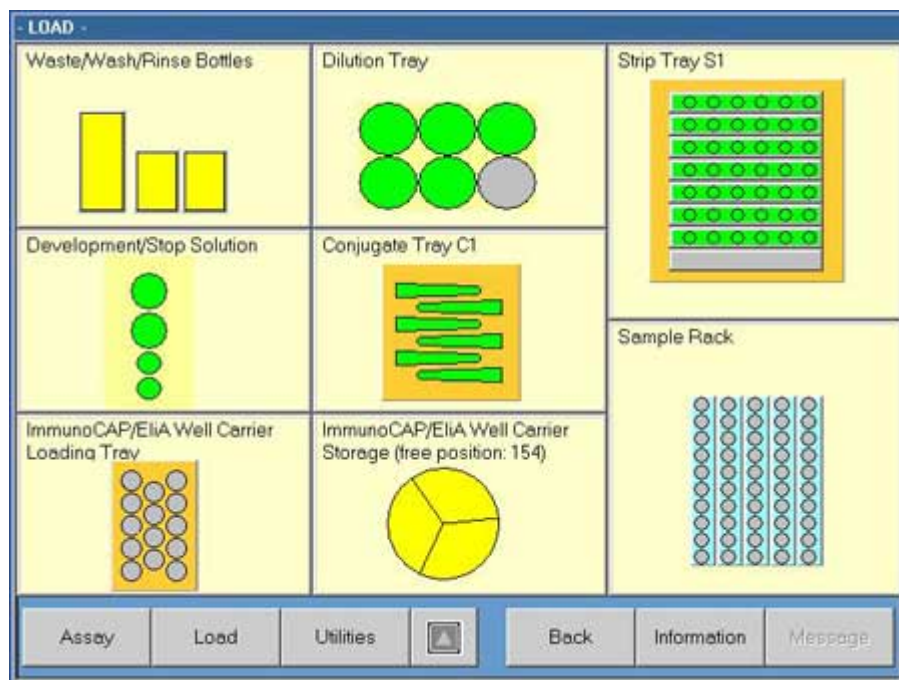 - LOAD -
Waste/Wash/Rinse Bottles
Dilution Tray
Strip Tray S1
Development/Stop Solution
Conjugate Tray C1
Sample Rack
ImmunoCAP/EliA Well Carrier
Loading Tray
ImmunoCAP/EliA Well Carrier
Storage (free position: 154)
Assay
Load
Utilities
Back
Information
Message